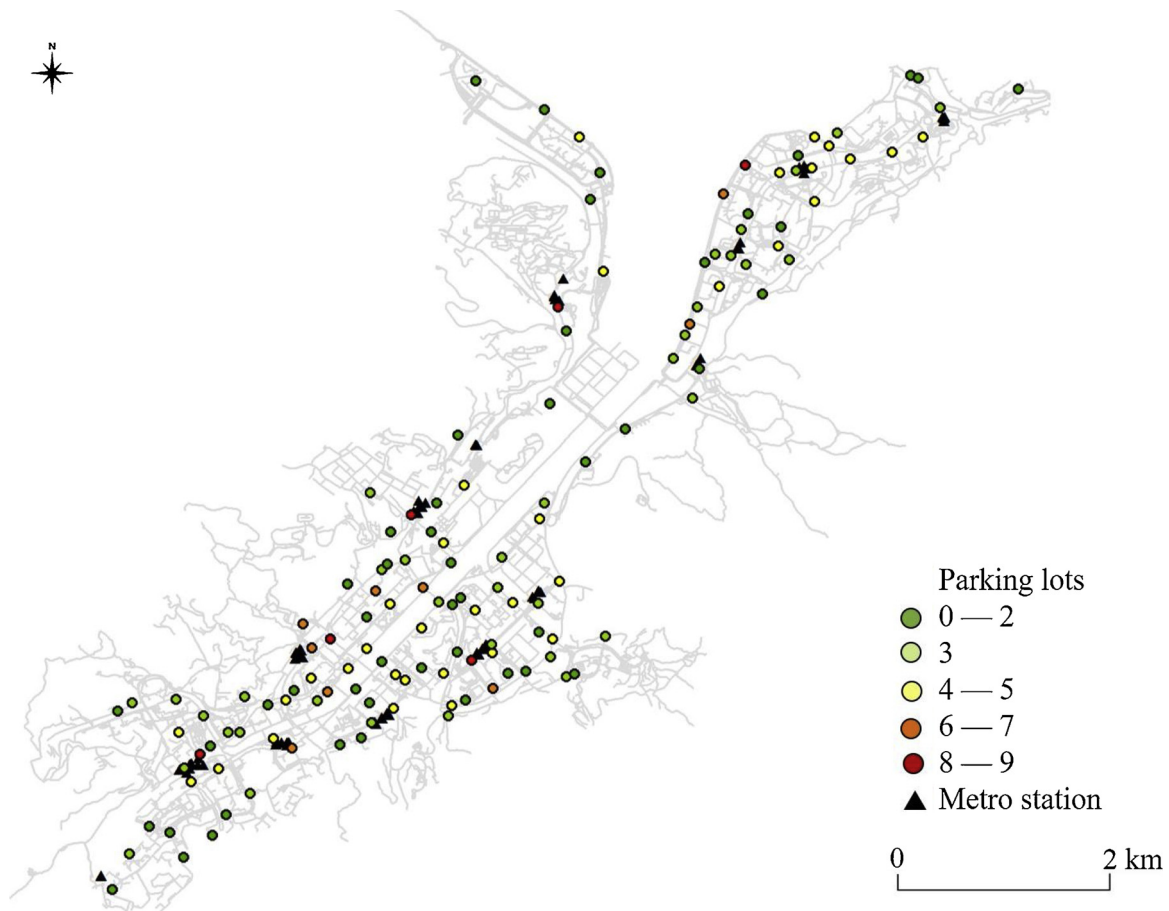 N
Parking lots
0 — 2
3
4 — 5
6 — 7
8 — 9
Metro station
0 2 km